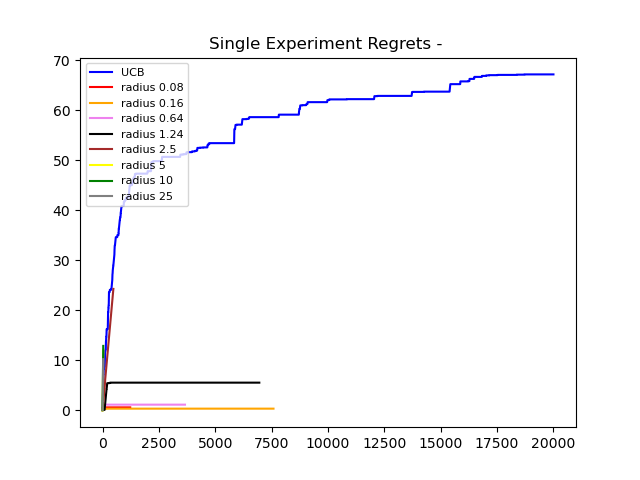 Single Experiment Regrets -
70
60
50
40
30
20
10
0
UCB
radius 0.08
radius 0.16
radius 0.64
radius 1.24
radius 2.5
radius 5
radius 10
radius 25
0 2500 5000 7500 10000 12500 15000 17500 20000